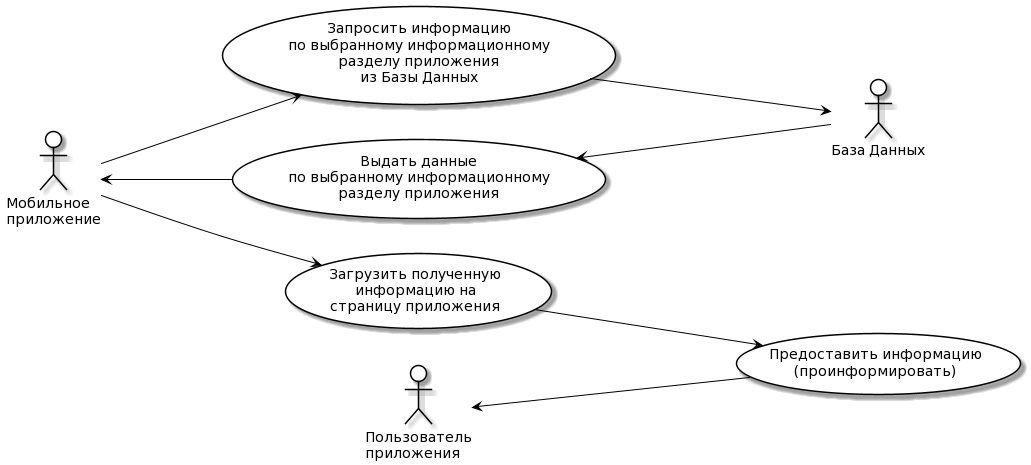 Запросить информацию
по выбранному информационному
разделу приложения
из Базы Данных
База Данных
Мобильное
приложение
Выдать данные
по выбранному информационному
разделу приложения
Загрузить полученную
информацию на
страницу приложения
Предоставить информацию
(проинформировать)
Пользователь
приложения